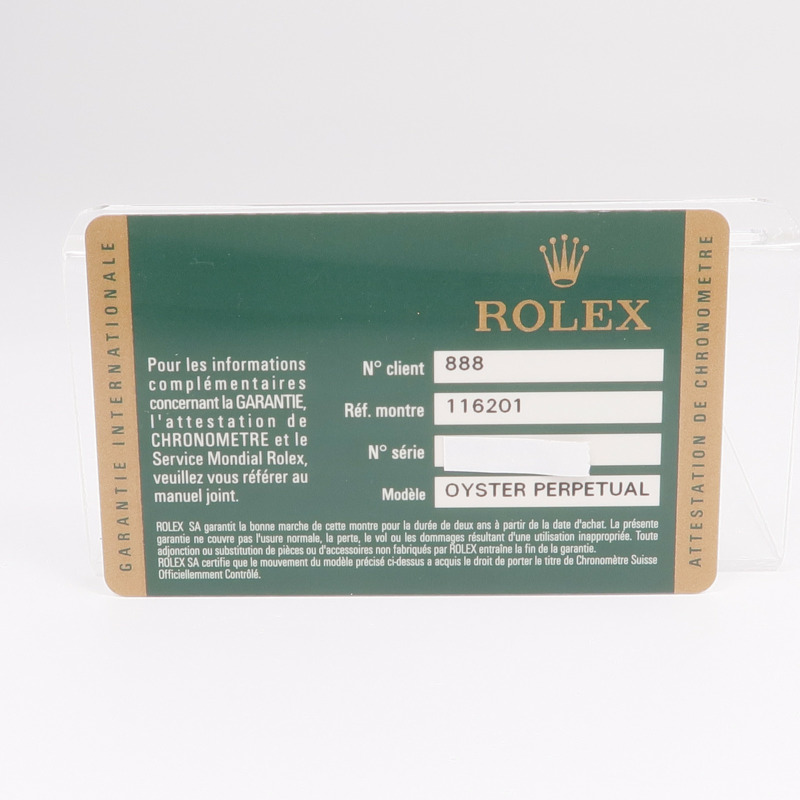 GARANTIE INTERNATIONALE
ROLEX
Pour les informations
complémentaires
concernant la GARANTIE,
l'attestation de
CHRONOMETRE et le
Service Mondial Rolex,
veuillez vous référer au
manuel joint.
N° client 888
Réf. montre 116201
N° série
Modèle OYSTER PERPETUAL
ROLEX SA garantit la bonne marche de cette montre pour la durée de deux ans à partir de la date d'achat. La présente
garantie ne couvre pas l'usure normale, la perte, le vol ou les dommages résultant d'une utilisation inappropriée. Toute
adjonction ou substitution de pièces ou d'accessoires non fabriqués par ROLEX entraîne la fin de la garantie.
ROLEX SA certifie que le mouvement du modèle précisé ci-dessus a acquis le droit de porter le titre de Chronomètre Suisse
Officiellement Contrôlé.
ATTESTATION DE CHRONOMETRE